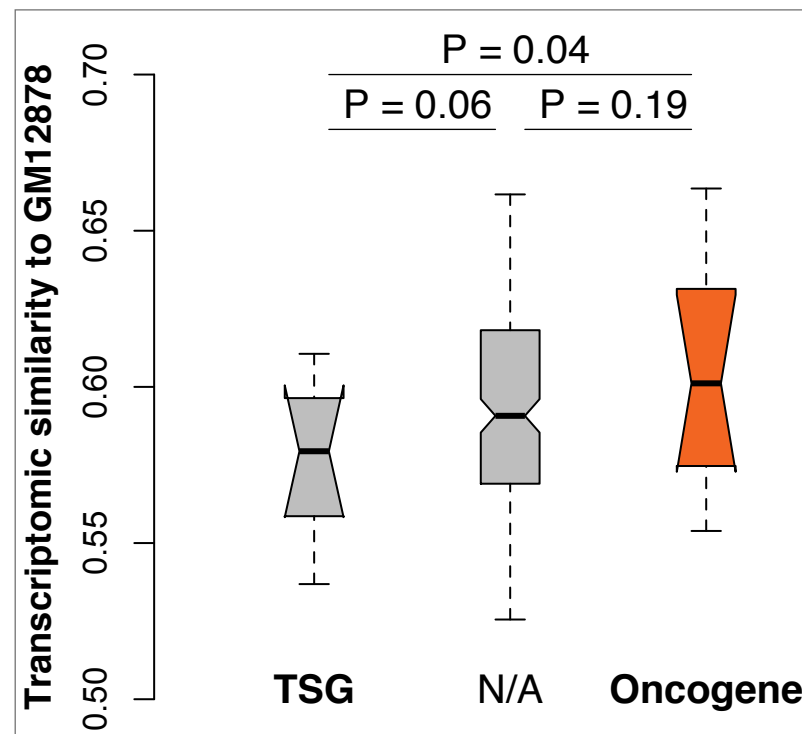 Transcriptomic similarity to GM12878
0.70
0.65
0.60
0.55
0.50
P = 0.04
P = 0.06
P = 0.19
TSG
N/A
Oncogene